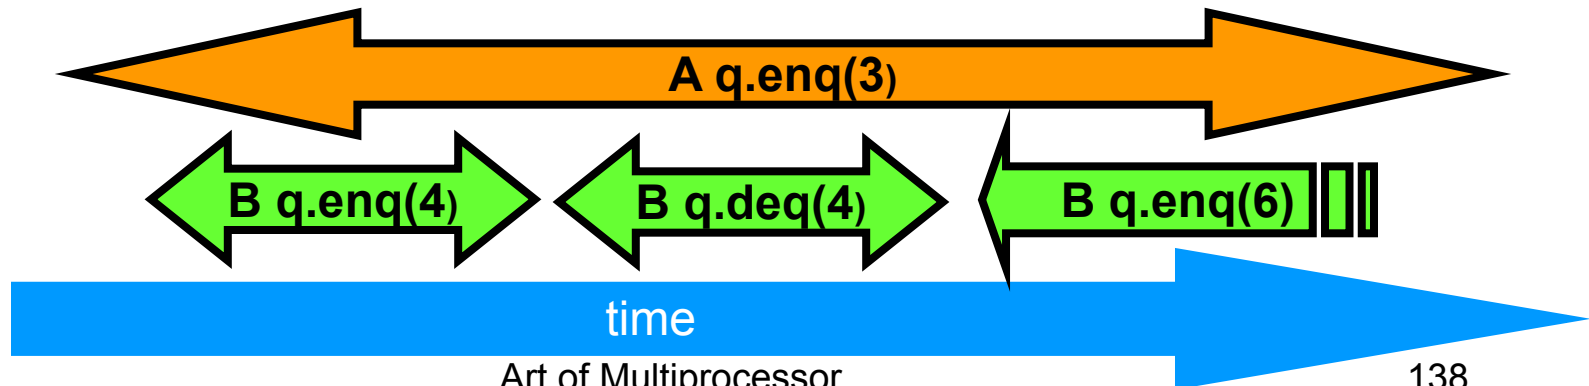 A q.enq(3)
B q.enq(4) B q.deq(4) B q.enq(6)
time
Art of Multiprocessor 138